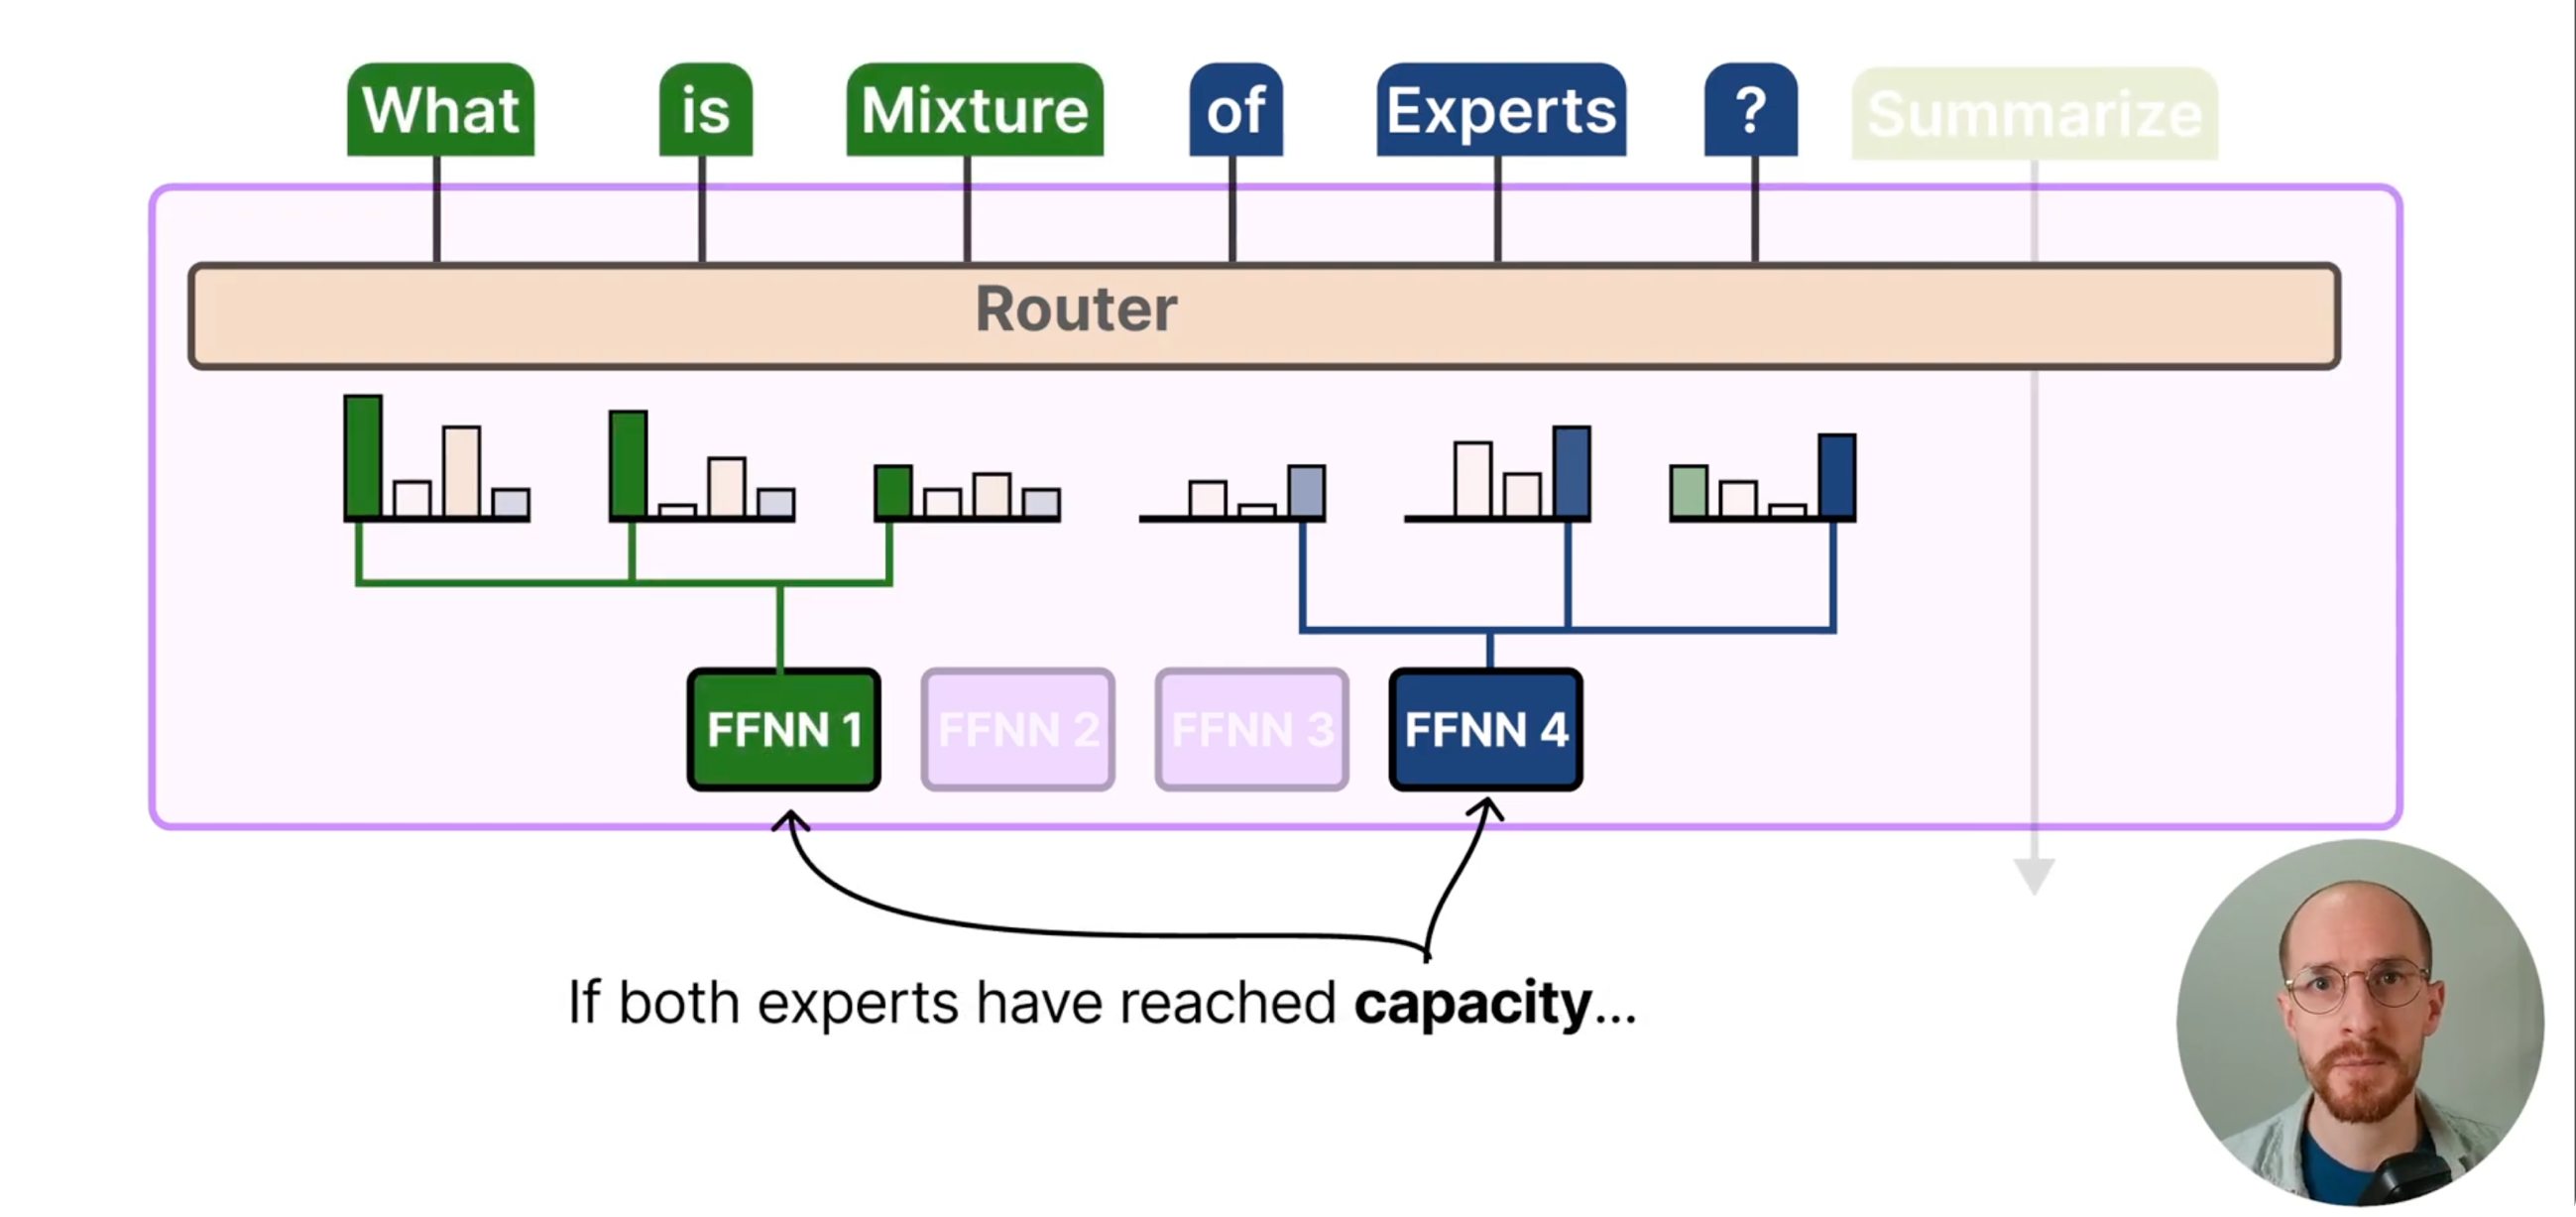 What is Mixture of Experts ? Summarize
Router
FFNN 1 FFNN 2 FFNN 3 FFNN 4
If both experts have reached capacity...